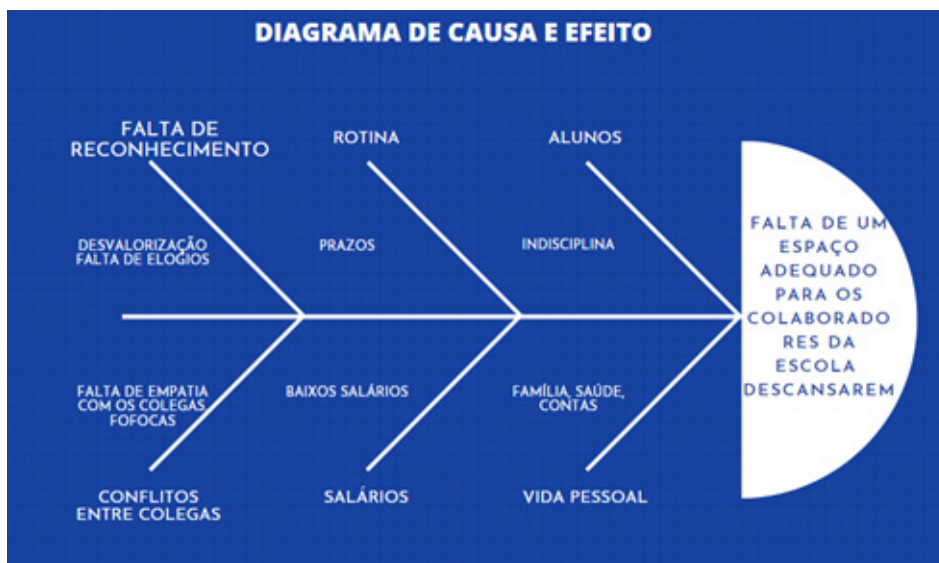 DIAGRAMA DE CAUSA E EFEITO
FALTA DE
RECONHECIMENTO
ROTINA
ALUNOS
DESVALORIZAÇÃO
FALTA DE ELOGIOS
PRAZOS
INDISCIPLINA
FALTA DE UM
ESPAÇO
ADEQUADO
PARA OS
COLABORADO
RES DA
ESCOLA
DESCANSAREM
FALTA DE EMPATIA
COM OS COLEGAS,
FOFOCAS
BAIXOS SALÁRIOS
FAMÍLIA, SAÚDE,
CONTAS
CONFLITOS
ENTRE COLEGAS
SALÁRIOS
VIDA PESSOAL